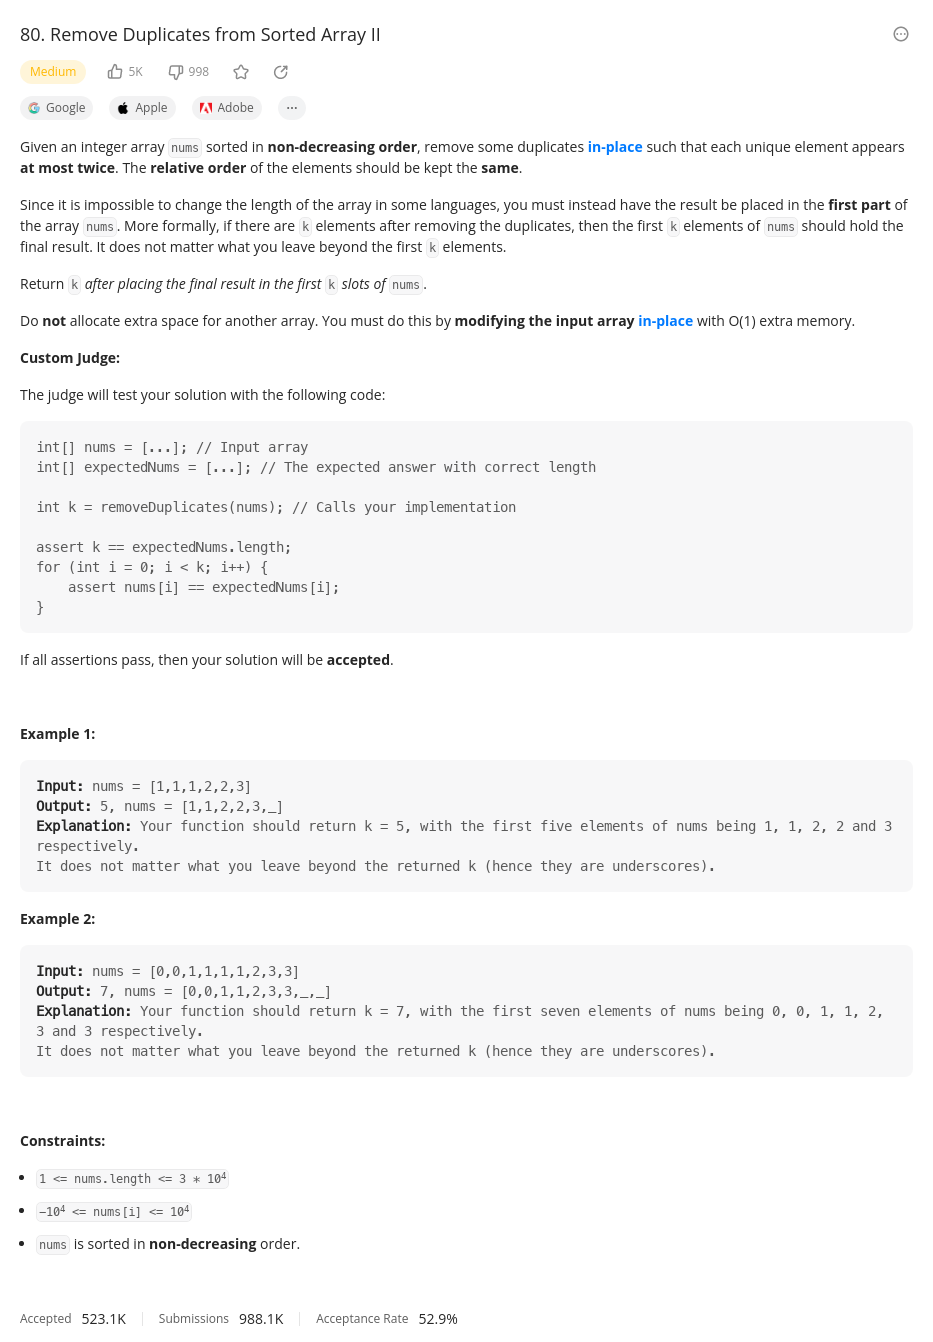 80. Remove Duplicates from Sorted Array II
Medium 5K 998
Google Apple Adobe ...
Given an integer array nums sorted in non-decreasing order, remove some duplicates in-place such that each unique element appears
at most twice. The relative order of the elements should be kept the same.
Since it is impossible to change the length of the array in some languages, you must instead have the result be placed in the first part of
the array nums. More formally, if there are k elements after removing the duplicates, then the first k elements of nums should hold the
final result. It does not matter what you leave beyond the first k elements.
Return k after placing the final result in the first k slots of nums.
Do not allocate extra space for another array. You must do this by modifying the input array in-place with O(1) extra memory.
Custom Judge:
The judge will test your solution with the following code:
int[] nums = [...]; // Input array
int[] expectedNums = [...]; // The expected answer with correct length
int k = removeDuplicates(nums); // Calls your implementation
assert k == expectedNums.length;
for (int i = 0; i < k; i++) {
    assert nums[i] == expectedNums[i];
}
If all assertions pass, then your solution will be accepted.
Example 1:
Input: nums = [1,1,1,2,2,3]
Output: 5, nums = [1,1,2,2,3,_]
Explanation: Your function should return k = 5, with the first five elements of nums being 1, 1, 2, 2 and 3
respectively.
It does not matter what you leave beyond the returned k (hence they are underscores).
Example 2:
Input: nums = [0,0,1,1,1,1,2,3,3]
Output: 7, nums = [0,0,1,1,2,3,3,_,_]
Explanation: Your function should return k = 7, with the first seven elements of nums being 0, 0, 1, 1, 2,
3 and 3 respectively.
It does not matter what you leave beyond the returned k (hence they are underscores).
Constraints:
• 1 <= nums.length <= 3 * 10⁴
• −10⁴ <= nums[i] <= 10⁴
• nums is sorted in non-decreasing order.
Accepted 523.1K Submissions 988.1K Acceptance Rate 52.9%